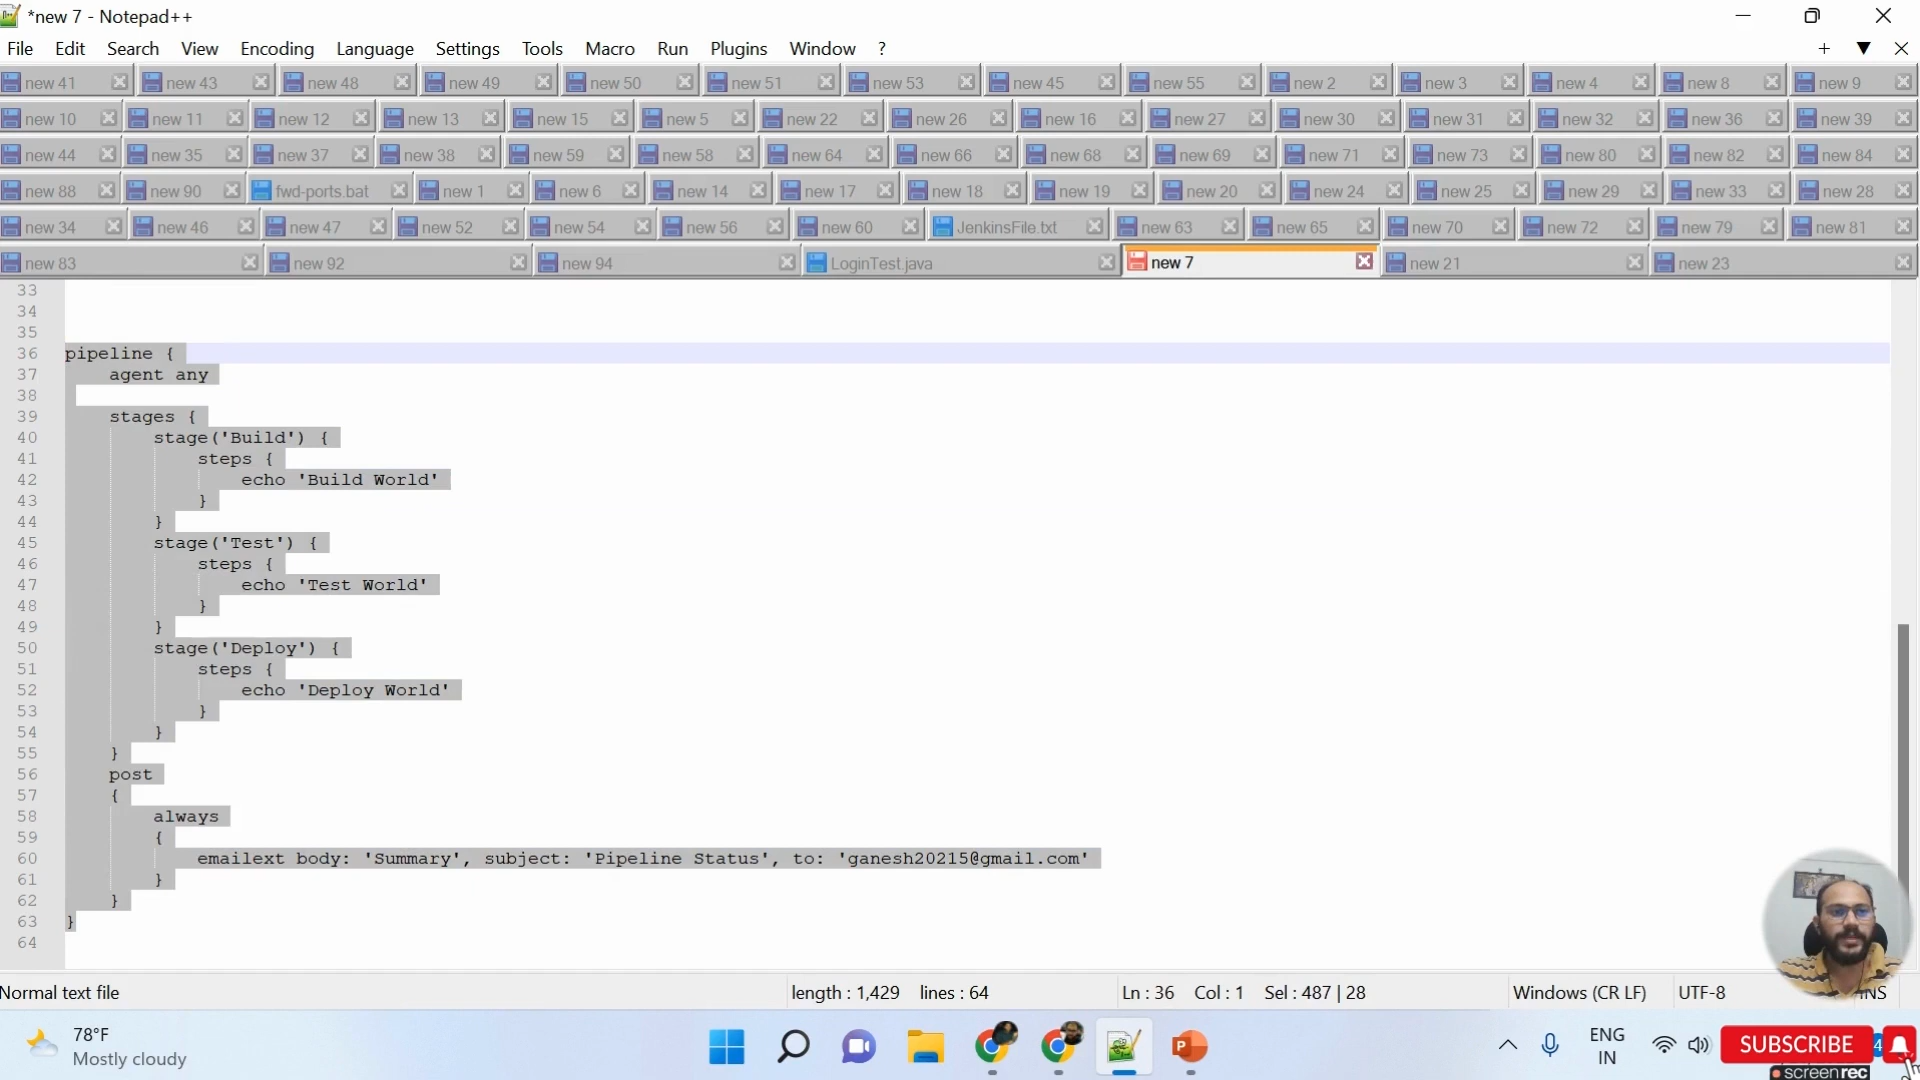 *new 7 - Notepad++
File Edit Search View Encoding Language Settings Tools Macro Run Plugins Window ?
new 41 new 43 new 48 new 49 new 50 new 51 new 53 new 45 new 55 new 2 new 3 new 4 new 8 new 9
new 10 new 11 new 12 new 13 new 15 new 5 new 22 new 26 new 16 new 27 new 30 new 31 new 32 new 36 new 39
new 44 new 35 new 37 new 38 new 59 new 58 new 64 new 66 new 68 new 69 new 71 new 73 new 80 new 82 new 84
new 88 new 90 fwd-ports.bat new 1 new 6 new 14 new 17 new 18 new 19 new 20 new 24 new 25 new 29 new 33 new 28
new 34 new 46 new 47 new 52 new 54 new 56 new 60 JenkinsFile.txt new 63 new 65 new 70 new 72 new 79 new 81
new 83 new 92 new 94 LoginTest.java new 7 new 21 new 23
33
34
35
36 pipeline {
37 agent any
38
39 stages {
40 stage('Build') {
41 steps {
42 echo 'Build World'
43 }
44 }
45 stage('Test') {
46 steps {
47 echo 'Test World'
48 }
49 }
50 stage('Deploy') {
51 steps {
52 echo 'Deploy World'
53 }
54 }
55 }
56 post
57 {
58 always
59 {
60 emailext body: 'Summary', subject: 'Pipeline Status', to: 'ganesh20215@gmail.com'
61 }
62 }
63 }
64
Normal text file length : 1,429 lines : 64 Ln : 36 Col : 1 Sel : 487 | 28 Windows (CR LF) UTF-8 INS
78°F
Mostly cloudy
ENG
IN
SUBSCRIBE
4
screenrec